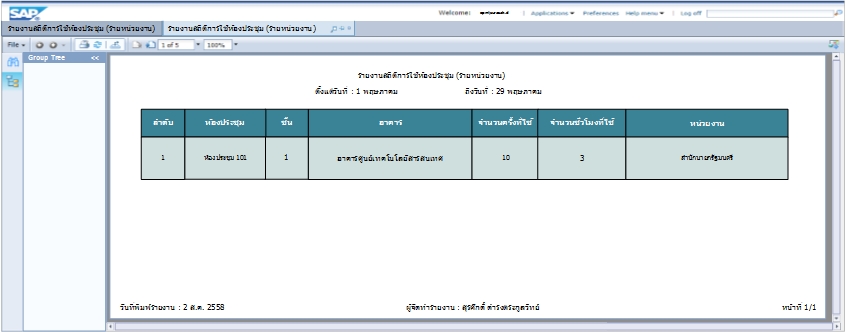 SAP
Welcome: | Applications Preferences Help menu | Log off
รายงานสถิติการใช้ห้องประชุม (รายหน่วยงาน) รายงานสถิติการใช้ห้องประชุม (รายหน่วยงาน)
File 1 of 5 100%
Group Tree <<
รายงานสถิติการใช้ห้องประชุม (รายหน่วยงาน)
ตั้งแต่วันที่ : 1 พฤษภาคม ถึงวันที่ : 29 พฤษภาคม
ลำดับ ห้องประชุม ชั้น อาคาร จำนวนครั้งที่ใช้ จำนวนชั่วโมงที่ใช้ หน่วยงาน
1 ห้องประชุม 101 1 อาคารศูนย์เทคโนโลยีสารสนเทศ 10 3 สำนักนายกรัฐมนตรี
วันที่พิมพ์รายงาน : 2 ส.ค. 2558 ผู้จัดทำรายงาน : สุรศักดิ์ ดำรงตระกูลวิทย์ หน้าที่ 1/1